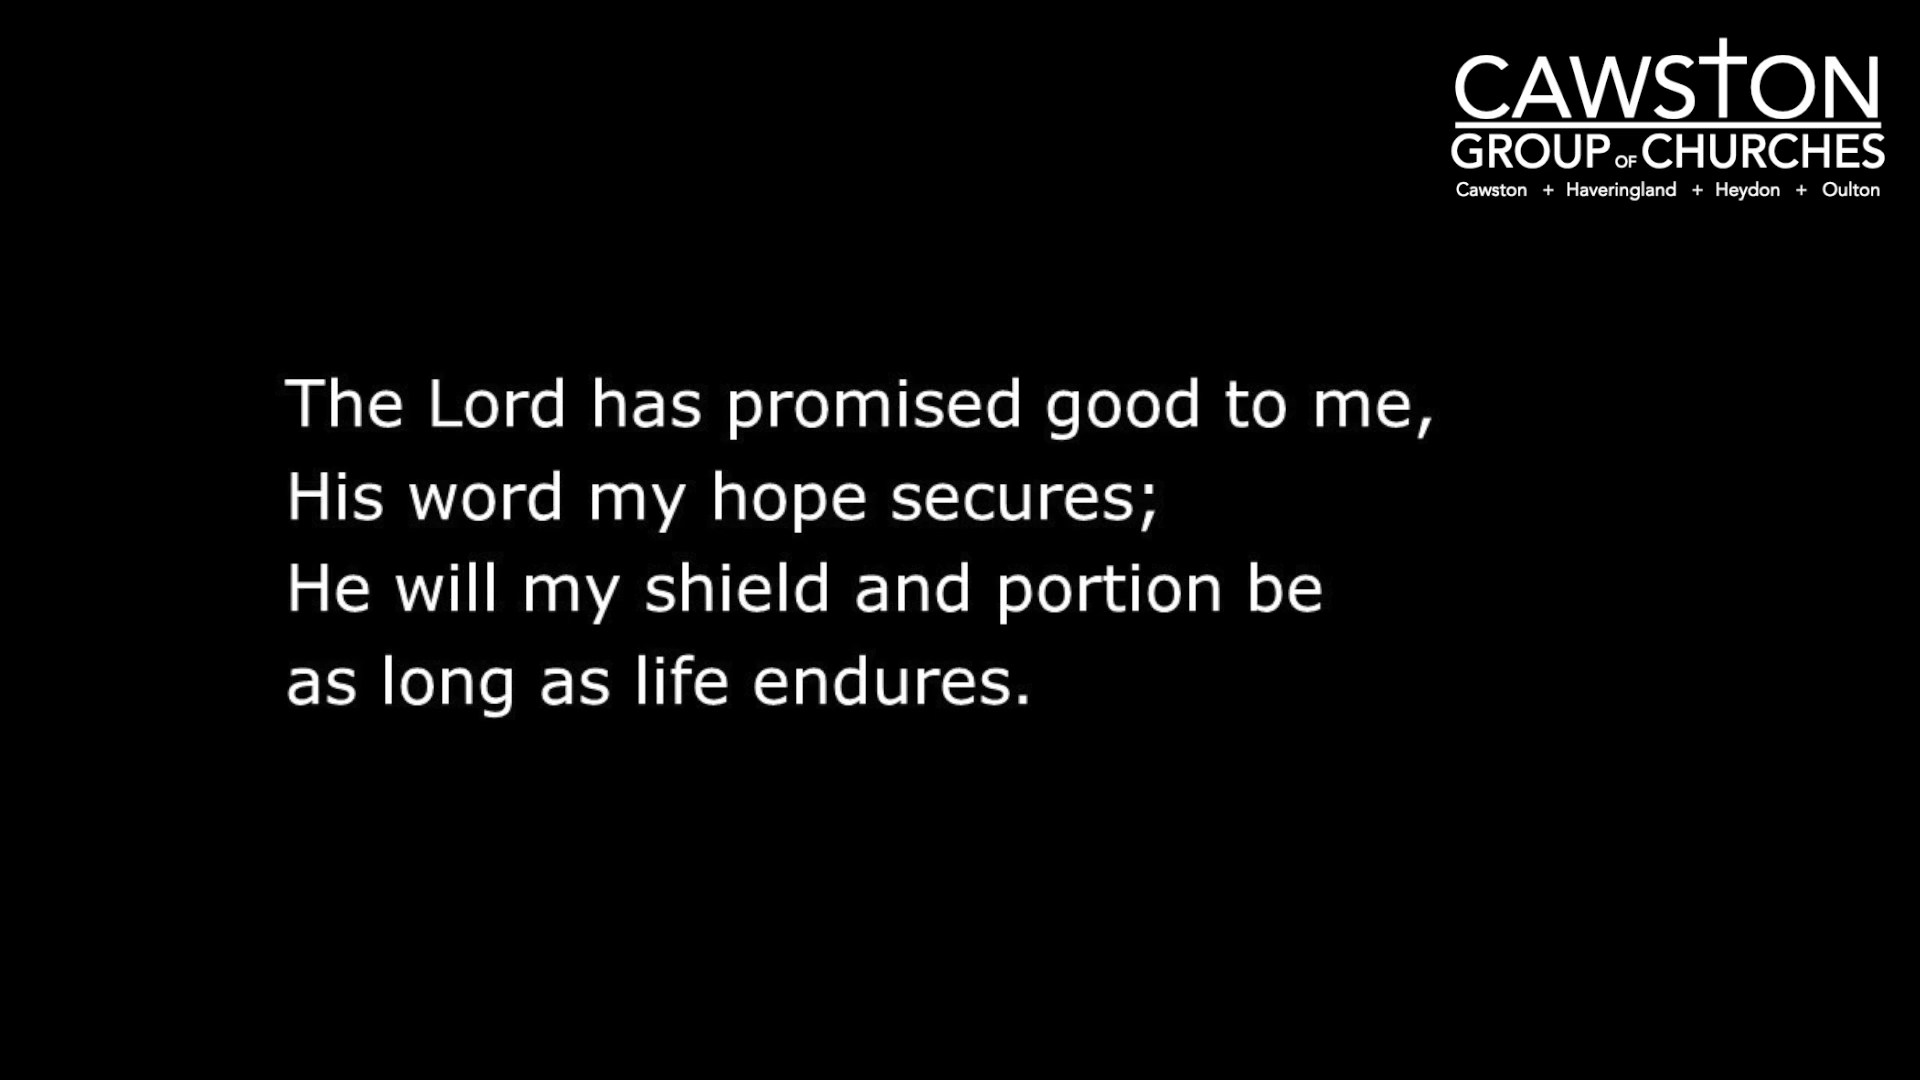 CAWSTON
GROUP OF CHURCHES
Cawston + Haveringland + Heydon + Oulton
The Lord has promised good to me,
His word my hope secures;
He will my shield and portion be
as long as life endures.